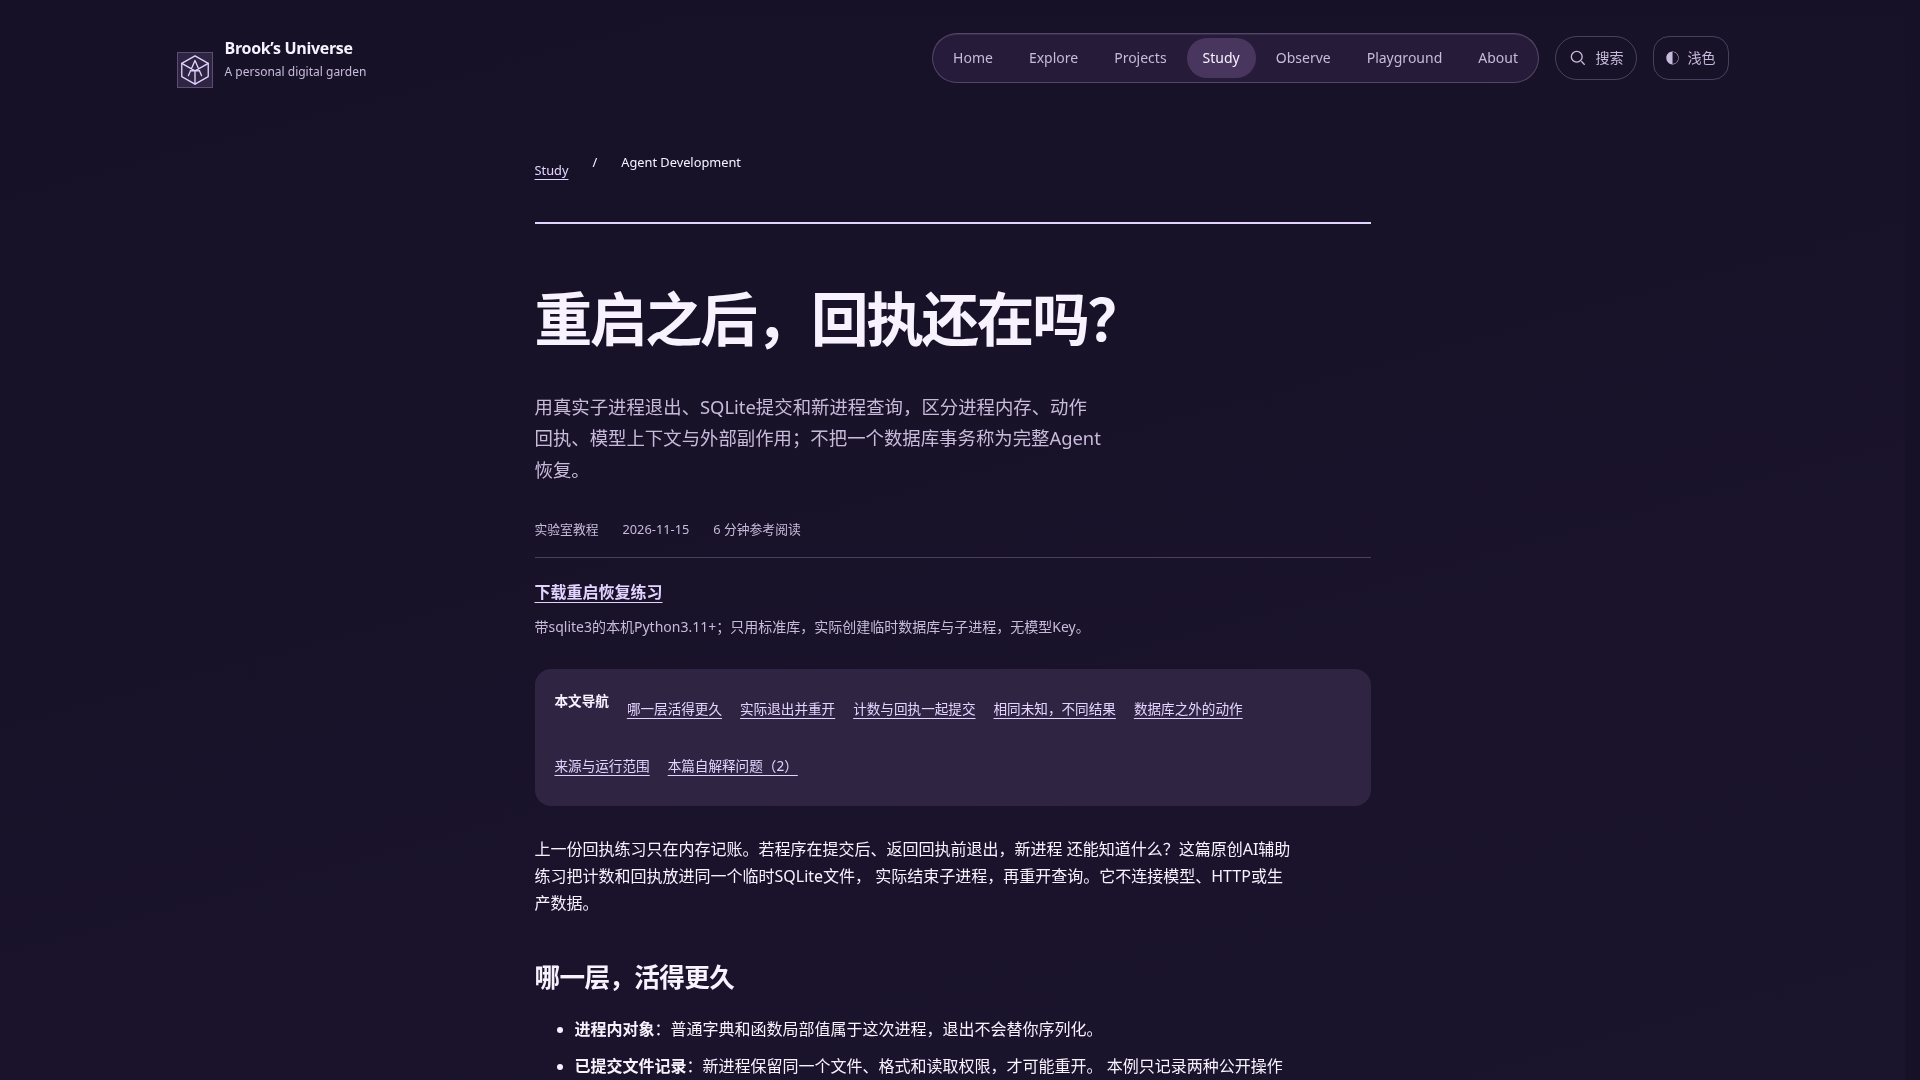 Brook’s Universe
A personal digital garden
Home
Explore
Projects
Study
Observe
Playground
About
搜索
浅色
Study / Agent Development
重启之后，回执还在吗？
用真实子进程退出、SQLite提交和新进程查询，区分进程内存、动作
回执、模型上下文与外部副作用；不把一个数据库事务称为完整Agent
恢复。
实验室教程 2026-11-15 6 分钟参考阅读
下载重启恢复练习
带sqlite3的本机Python3.11+；只用标准库，实际创建临时数据库与子进程，无模型Key。
本文导航 哪一层活得更久 实际退出并重开 计数与回执一起提交 相同未知，不同结果 数据库之外的动作
来源与运行范围 本篇自解释问题（2）
上一份回执练习只在内存记账。若程序在提交后、返回回执前退出，新进程 还能知道什么？这篇原创AI辅助
练习把计数和回执放进同一个临时SQLite文件， 实际结束子进程，再重开查询。它不连接模型、HTTP或生
产数据。
哪一层，活得更久
• 进程内对象：普通字典和函数局部值属于这次进程，退出不会替你序列化。
• 已提交文件记录：新进程保留同一个文件、格式和读取权限，才可能重开。 本例只记录两种公开操作